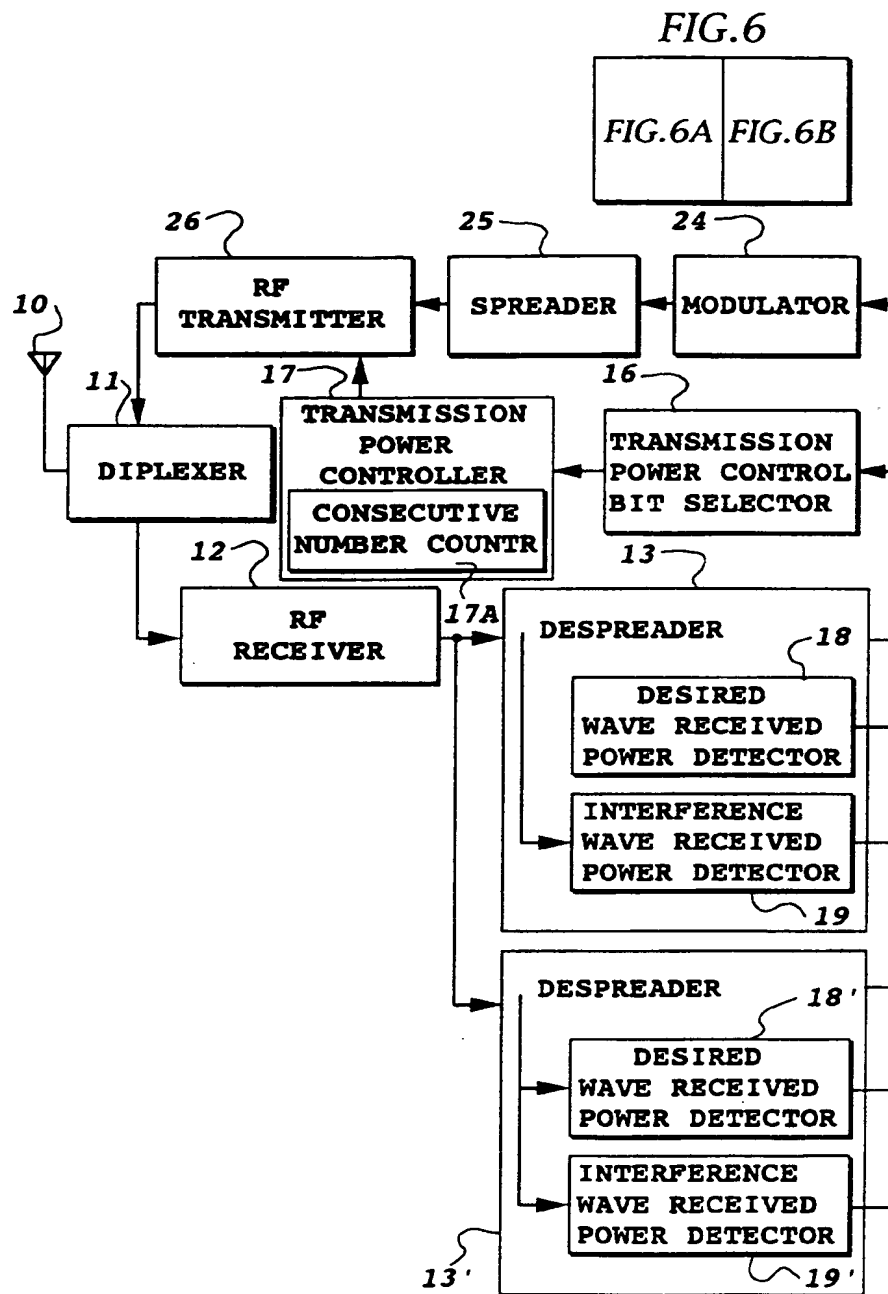 FIG.6
FIG.6A FIG.6B
26
25
24
10
RF
TRANSMITTER
SPREADER
MODULATOR
11
17
16
DIPLEXER
TRANSMISSION
POWER
CONTROLLER
CONSECUTIVE
NUMBER COUNTR
TRANSMISSION
POWER CONTROL
BIT SELECTOR
12
17A
13
RF
RECEIVER
DESPREADER
18
DESIRED
WAVE RECEIVED
POWER DETECTOR
INTERFERENCE
WAVE RECEIVED
POWER DETECTOR
19
DESPREADER
18'
DESIRED
WAVE RECEIVED
POWER DETECTOR
INTERFERENCE
WAVE RECEIVED
POWER DETECTOR
13'
19'